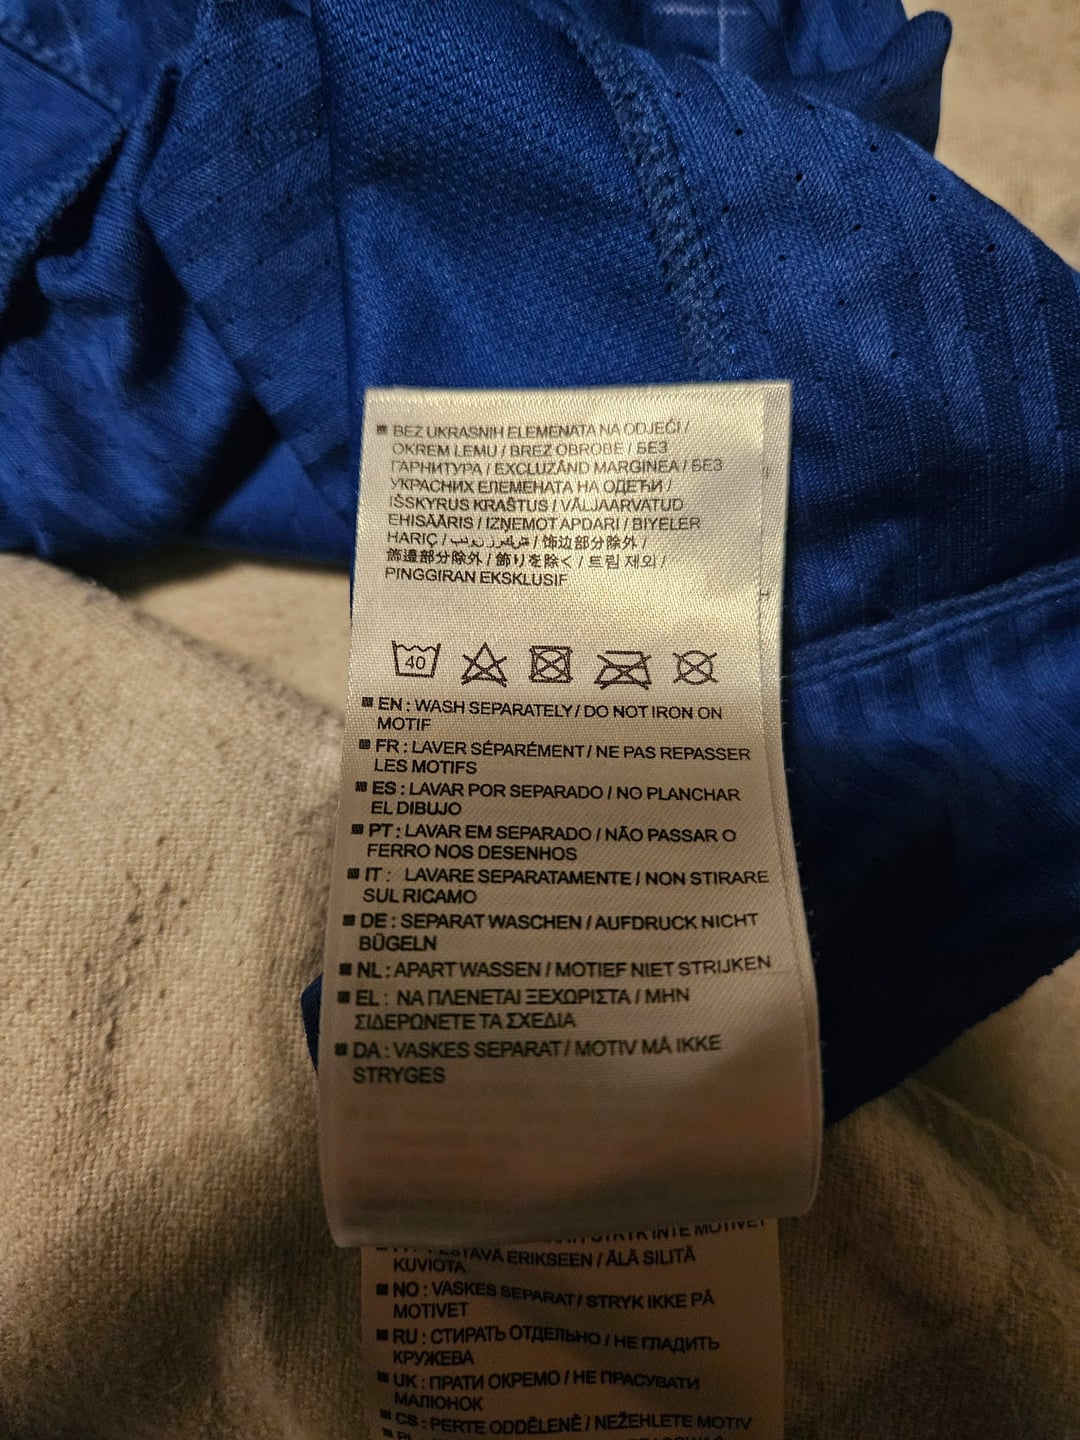 BEZ UKRASNIH ELEMENATA NA ODJEĆI /
OKREM LEMU / BREZ OBROBE / БЕЗ
ГАРНИТУРА / EXCLUZÂND MARGINEA / БЕЗ
УКРАСНИХ ЕЛЕМЕНАТА НА ОДЕЋИ /
IŠSKYRUS KRAŠTUS / VÄLJAARVATUD
EHISÄÄRIS / IZŅEMOT APDARI / BIYELER
HARIÇ / / 饰边部分除外 /
飾邊部分除外 / 飾りを除く / 트림 제외 /
PINGGIRAN EKSKLUSIF
40
EN : WASH SEPARATELY / DO NOT IRON ON
MOTIF
FR : LAVER SÉPARÉMENT / NE PAS REPASSER
LES MOTIFS
ES : LAVAR POR SEPARADO / NO PLANCHAR
EL DIBUJO
PT : LAVAR EM SEPARADO / NÃO PASSAR O
FERRO NOS DESENHOS
IT : LAVARE SEPARATAMENTE / NON STIRARE
SUL RICAMO
DE : SEPARAT WASCHEN / AUFDRUCK NICHT
BÜGELN
NL : APART WASSEN / MOTIEF NIET STRIJKEN
EL : ΝΑ ΠΛΕΝΕΤΑΙ ΞΕΧΩΡΙΣΤΑ / ΜΗΝ
ΣΙΔΕΡΩΝΕΤΕ ΤΑ ΣΧΕΔΙΑ
DA : VASKES SEPARAT / MOTIV MÅ IKKE
STRYGES
STRYK INTE MOTIVET
ERIKSEEN / ÄLÄ SILITÄ
KUVIOTA
NO : VASKES SEPARAT / STRYK IKKE PÅ
MOTIVET
RU : СТИРАТЬ ОТДЕЛЬНО / НЕ ГЛАДИТЬ
КРУЖЕВА
UK : ПРАТИ ОКРЕМО / НЕ ПРАСУВАТИ
МАЛЮНОК
CS : PERTE ODDĚLENĚ / NEŽEHLETE MOTIV